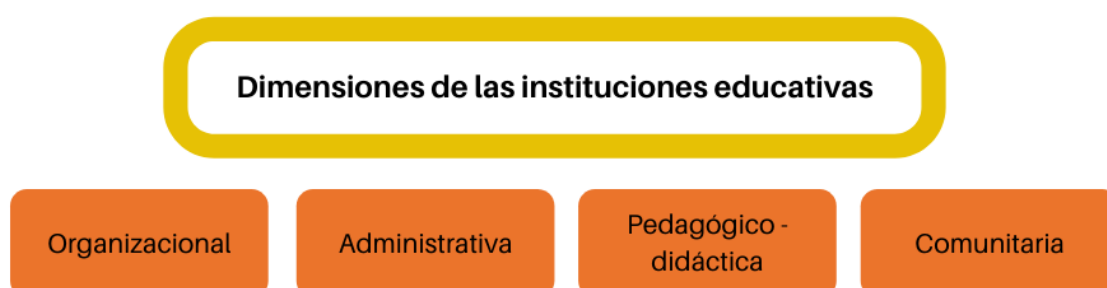 Dimensiones de las instituciones educativas
Organizacional
Administrativa
Pedagógico -
didáctica
Comunitaria